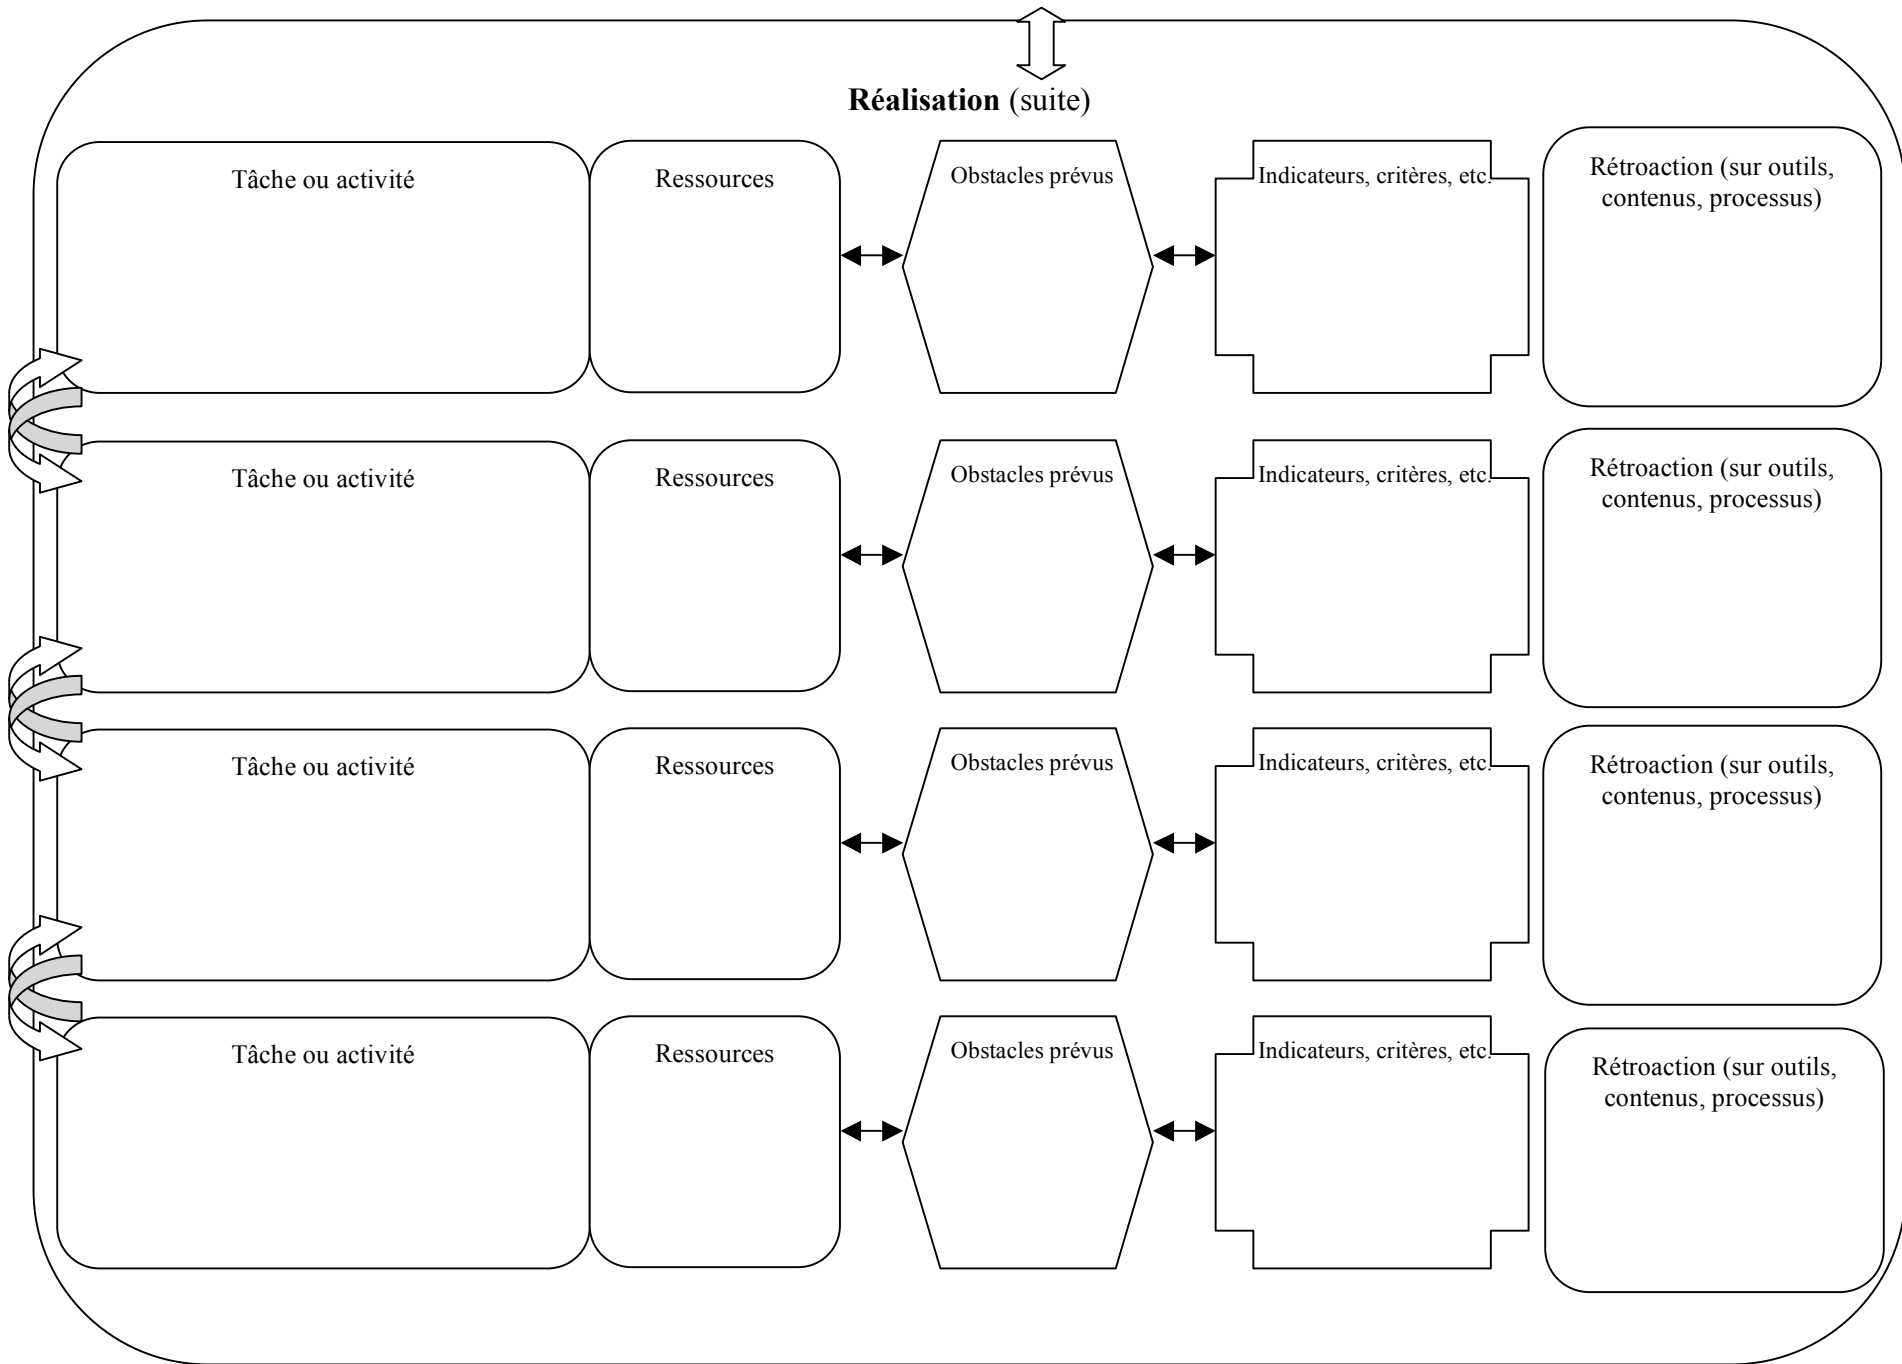 Réalisation (suite)
Tâche ou activité
Ressources
Obstacles prévus
Indicateurs, critères, etc.
Rétroaction (sur outils,
contenus, processus)
Tâche ou activité
Ressources
Obstacles prévus
Indicateurs, critères, etc.
Rétroaction (sur outils,
contenus, processus)
Tâche ou activité
Ressources
Obstacles prévus
Indicateurs, critères, etc.
Rétroaction (sur outils,
contenus, processus)
Tâche ou activité
Ressources
Obstacles prévus
Indicateurs, critères, etc.
Rétroaction (sur outils,
contenus, processus)